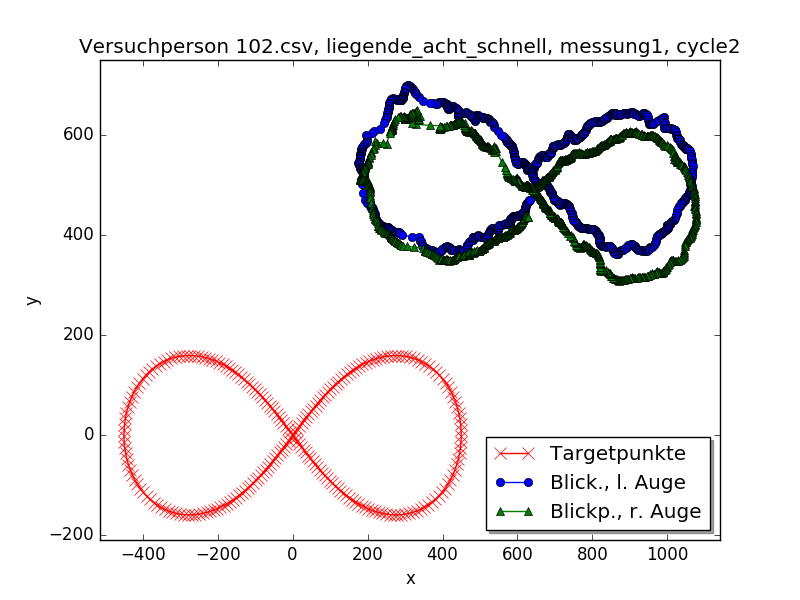 Versuchperson 102.csv, liegende_acht_schnell, messung1, cycle2
600
400
200
0
−200
y
−400
−200
0
200
400
600
800
1000
x
Targetpunkte
Blick., l. Auge
Blickp., r. Auge